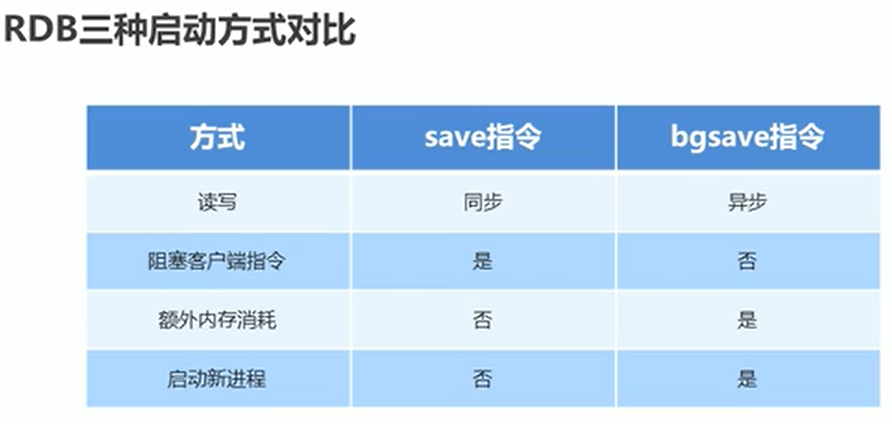 RDB三种启动方式对比
方式 save指令 bgsave指令
读写 同步 异步
阻塞客户端指令 是 否
额外内存消耗 否 是
启动新进程 否 是